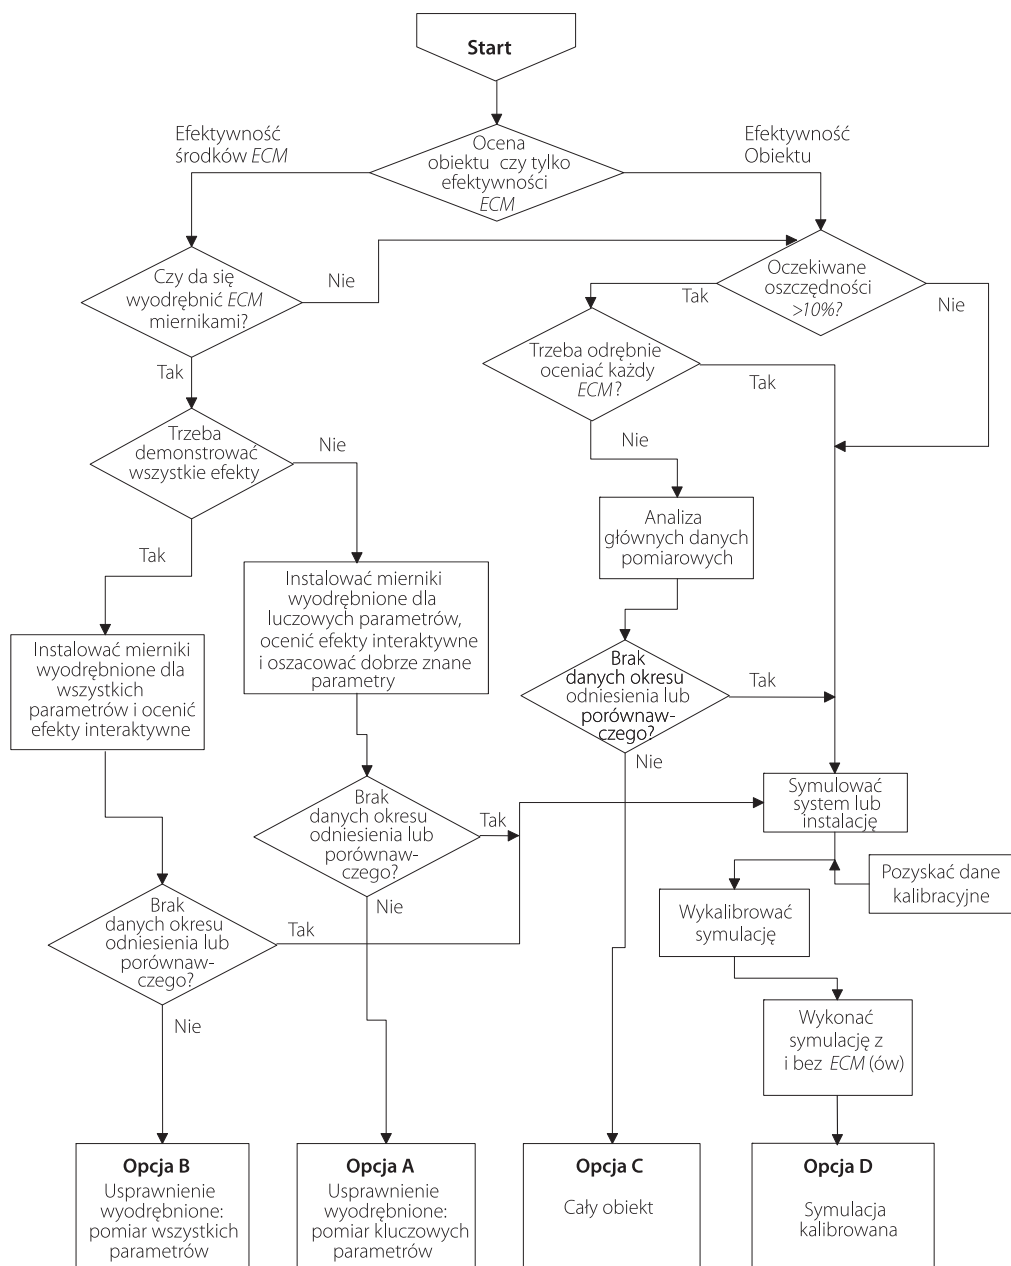 Start
Efektywność
środków ECM
Ocena
obiektu czy tylko
efektywności
ECM
Efektywność
Obiektu
Czy da się
wyodrębnić ECM
miernikami?
Nie
Oczekiwane
oszczędności
>10%?
Tak
Nie
Trzeba odrębnie
oceniać każdy
ECM?
Tak
Tak
Trzeba
demonstrować
wszystkie efekty
Nie
Nie
Analiza
głównych danych
pomiarowych
Tak
Instalować mierniki
wyodrębnione dla
luczowych parametrów,
ocenić efekty interaktywne
i oszacować dobrze znane
parametry
Instalować mierniki
wyodrębnione dla
wszystkich
parametrów i ocenić
efekty interaktywne
Brak
danych okresu
odniesienia lub
porównaw-
czego?
Tak
Nie
Symulować
system lub
instalację
Brak
danych okresu
odniesienia lub
porównaw-
czego?
Tak
Nie
Pozyskać dane
kalibracyjne
Wykalibrować
symulację
Brak
danych okresu
odniesienia lub
porównaw-
czego?
Tak
Nie
Wykonać
symulację z
i bez ECM (ów)
Opcja B
Usprawnienie
wyodrębnione:
pomiar wszystkich
parametrów
Opcja A
Usprawnienie
wyodrębnione:
pomiar kluczowych
parametrów
Opcja C
Cały obiekt
Opcja D
Symulacja
kalibrowana